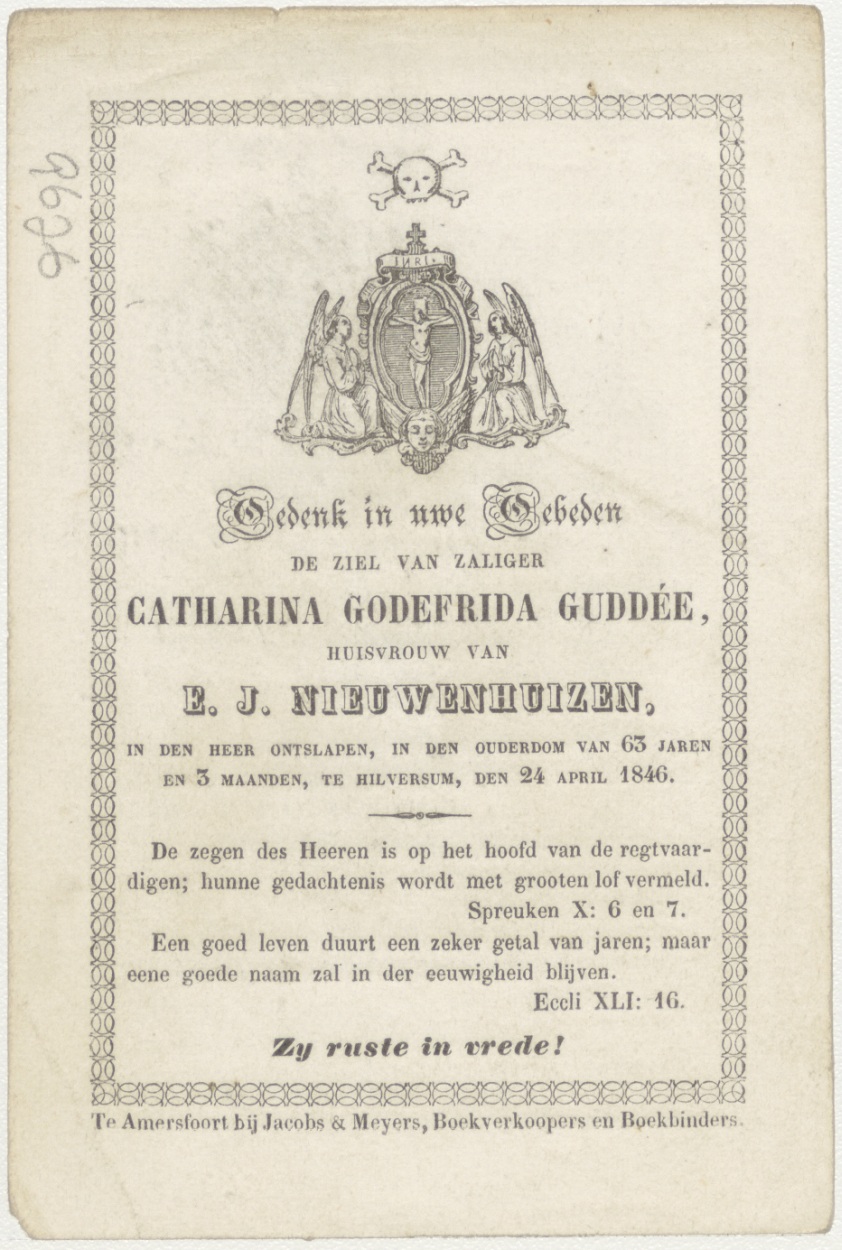 INRI.
Gedenk in uwe Gebeden
DE ZIEL VAN ZALIGER
CATHARINA GODEFRIDA GUDDÉE,
HUISVROUW VAN
E. J. NIEUWENHUIZEN,
IN DEN HEER ONTSLAPEN, IN DEN OUDERDOM VAN 63 JAREN
EN 3 MAANDEN, TE HILVERSUM, DEN 24 APRIL 1846.
De zegen des Heeren is op het hoofd van de regtvaar-
digen; hunne gedachtenis wordt met grooten lof vermeld.
Spreuken X: 6 en 7.
Een goed leven duurt een zeker getal van jaren; maar
eene goede naam zal in der eeuwigheid blijven.
Eccli XLI: 16.
Zy ruste in vrede!
Te Amersfoort bij Jacobs & Meyers, Boekverkoopers en Boekbinders.